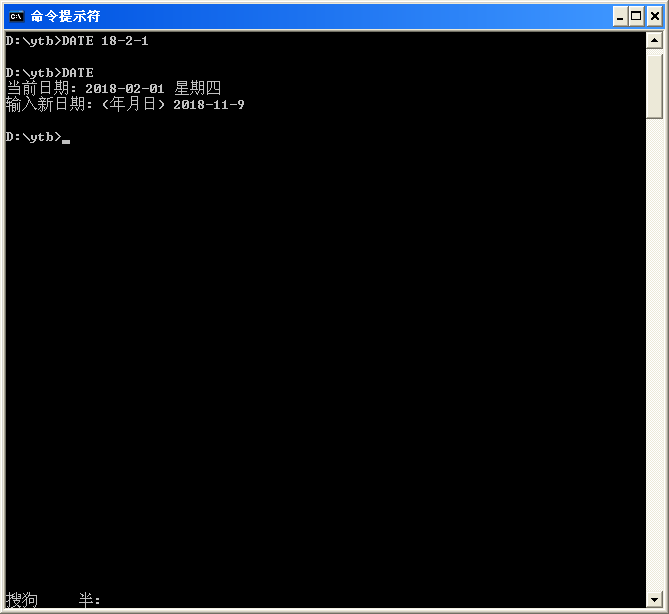 命令提示符
D:\ytb>DATE 18-2-1
D:\ytb>DATE
当前日期: 2018-02-01 星期四
输入新日期: (年月日) 2018-11-9
D:\ytb>
搜狗 半: